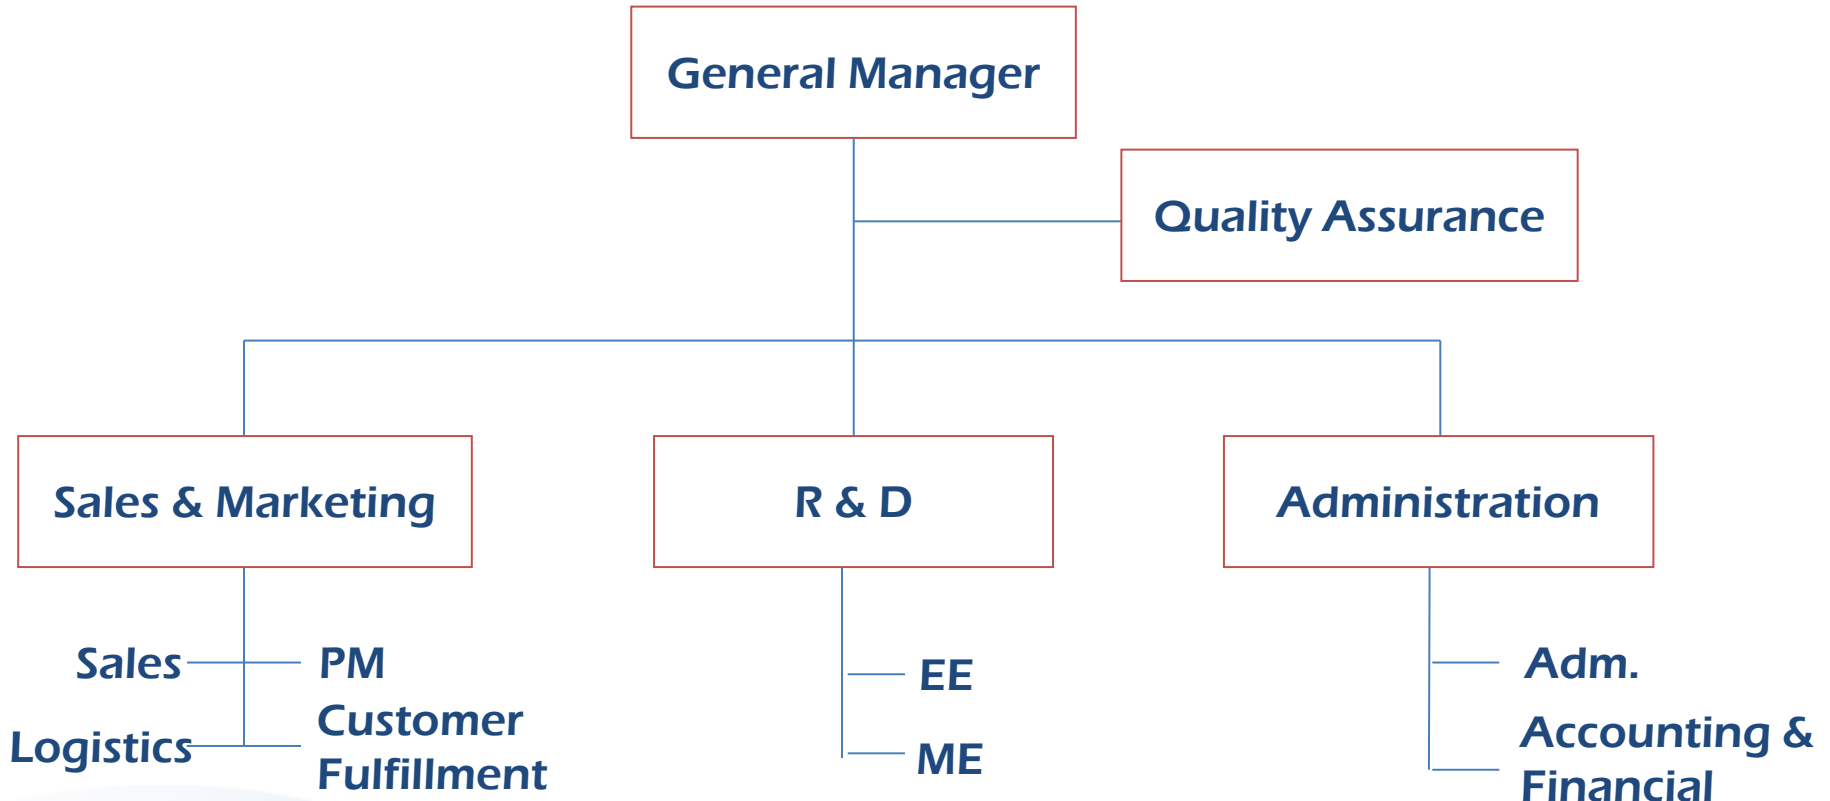 General Manager
Quality Assurance
Sales & Marketing
R & D
Administration
Sales
PM
Logistics
Customer
Fulfillment
EE
ME
Adm.
Accounting &
Financial